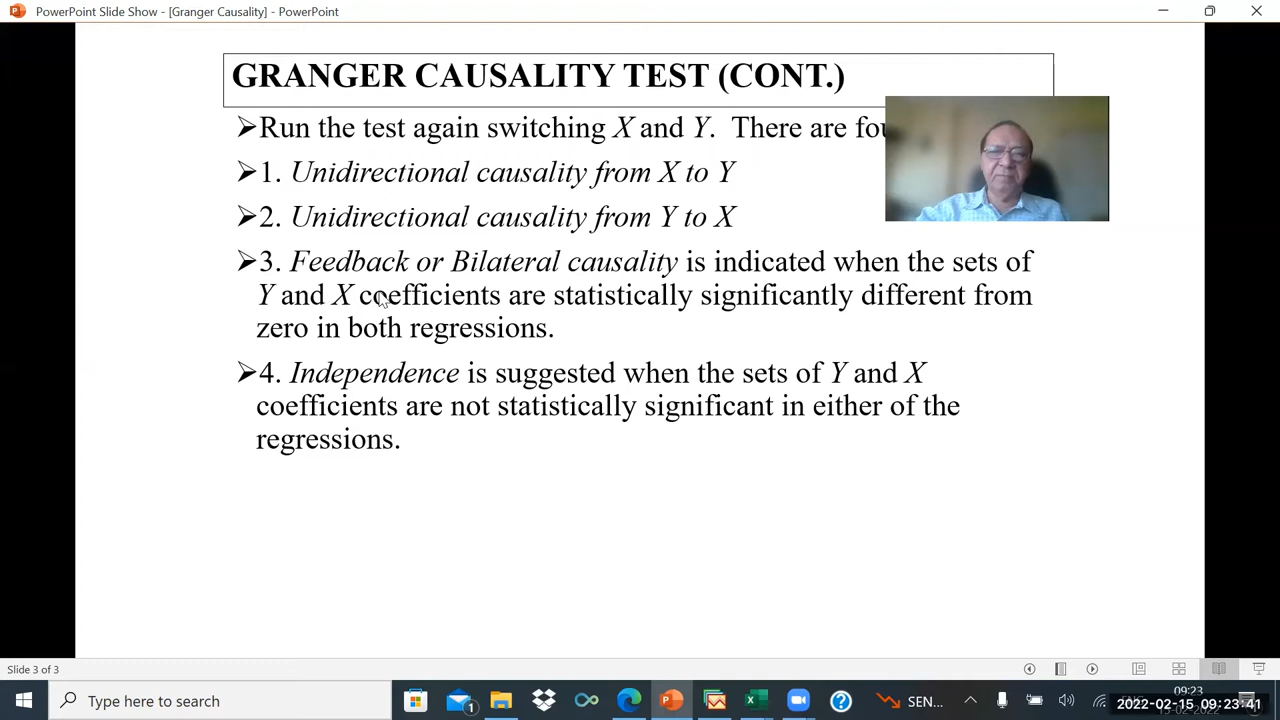 PowerPoint Slide Show - [Granger Causality] - PowerPoint
GRANGER CAUSALITY TEST (CONT.)
➢Run the test again switching X and Y. There are
➢1. Unidirectional causality from X to Y
➢2. Unidirectional causality from Y to X
➢3. Feedback or Bilateral causality is indicated when the sets of
Y and X coefficients are statistically significantly different from
zero in both regressions.
➢4. Independence is suggested when the sets of Y and X
coefficients are not statistically significant in either of the
regressions.
Slide 3 of 3
Type here to search
1
SEN...
09:23
2022-02-15 09:23:41